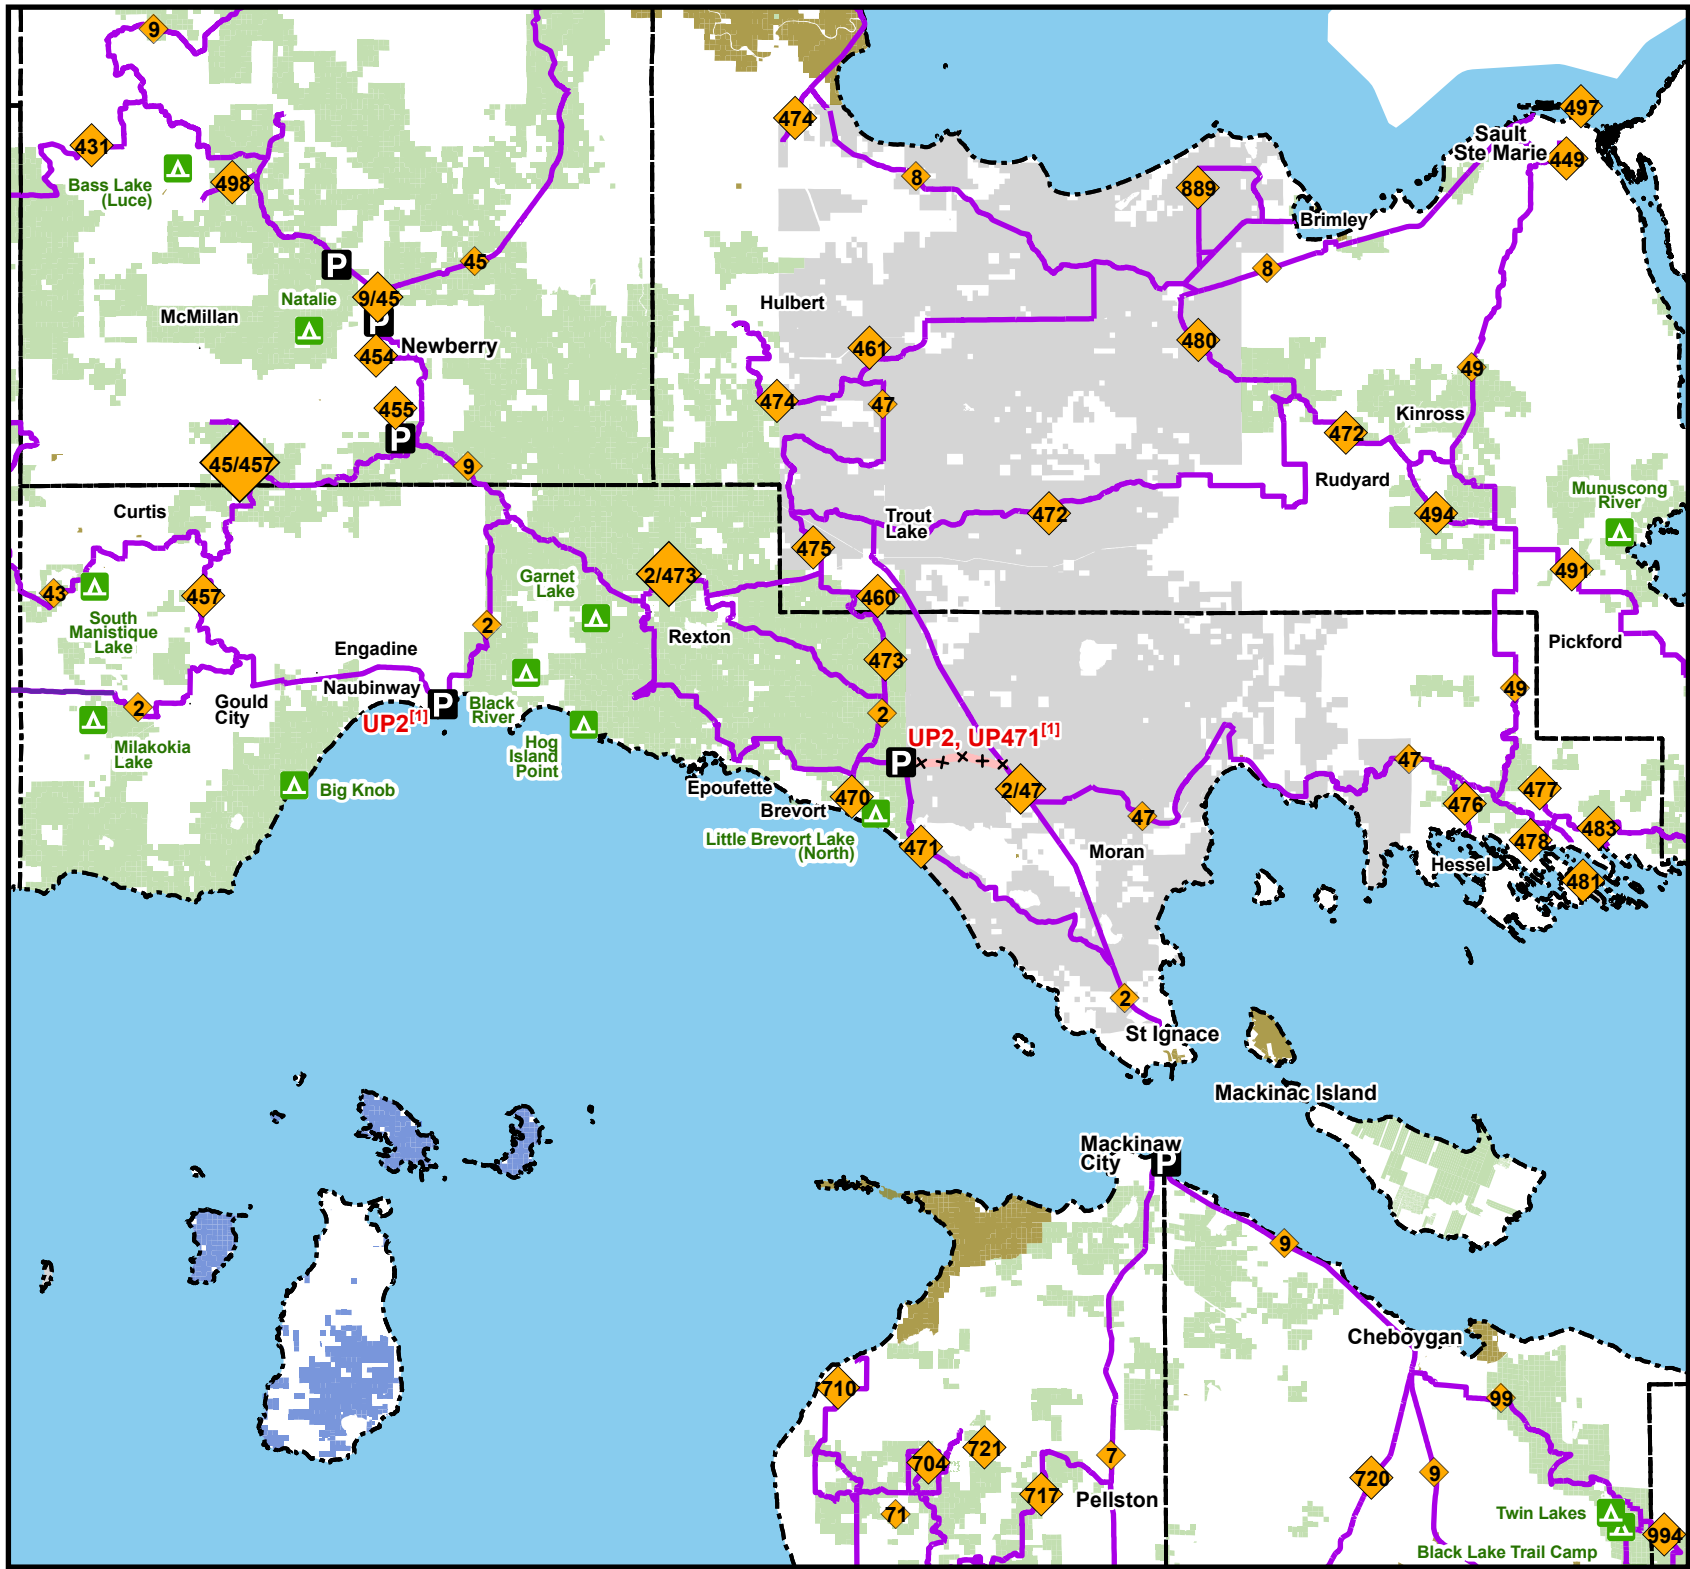 9
431
Bass Lake
(Luce)
498
P
45
9/45
P
Natalie
McMillan
454
Newberry
455
P
45/457
9
474
8
889
Brimley
8
Sault
Ste Marie
497
449
Hulbert
461
474
47
480
49
Kinross
472
Rudyard
494
Munuscong
River
491
Pickford
Trout
Lake
472
475
Curtis
43
South
Manistique
Lake
457
Garnet
Lake
2/473
Rexton
460
473
2
Engadine
Naubinway
P
UP2[1]
Gould
City
2
Milakokia
Lake
Black
River
Hog
Island
Point
Big Knob
2
UP2, UP471[1]
P
2/47
Epoufette
Brevort
470
Little Brevort Lake
(North)
471
47
Moran
49
47
476
477
478
483
Hessel
481
2
St Ignace
Mackinac Island
Mackinaw
City
P
9
Cheboygan
710
704
721
717
71
7
Pellston
720
9
99
Twin Lakes
Black Lake Trail Camp
994